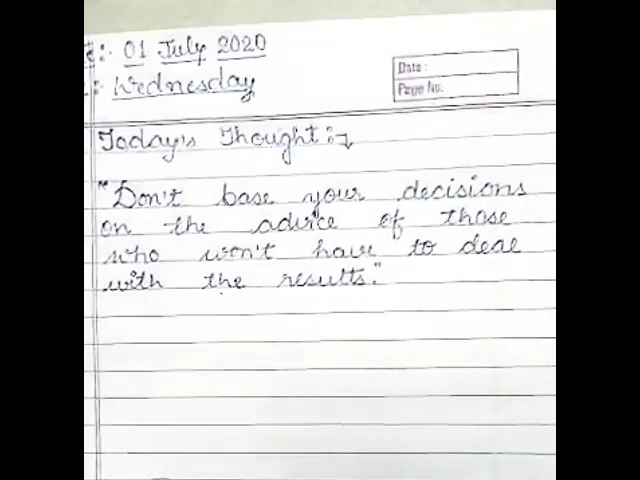 e:- 01 July 2020
:- Wednesday
Date :
Page No.
Today's Thought :-
"Don't base your decisions
on the advice of those
who won't have to deal
with the results."